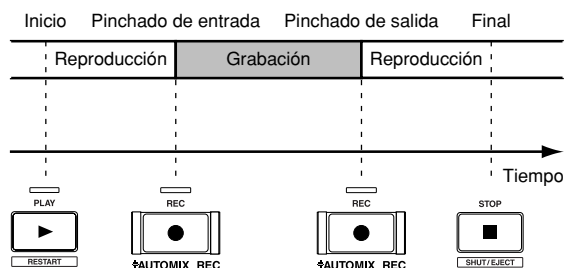 Inicio Pinchado de entrada Pinchado de salida Final
Reproducción Grabación Reproducción
Tiempo
PLAY REC REC STOP
RESTART ‡AUTOMIX REC ‡AUTOMIX REC SHUT/EJECT